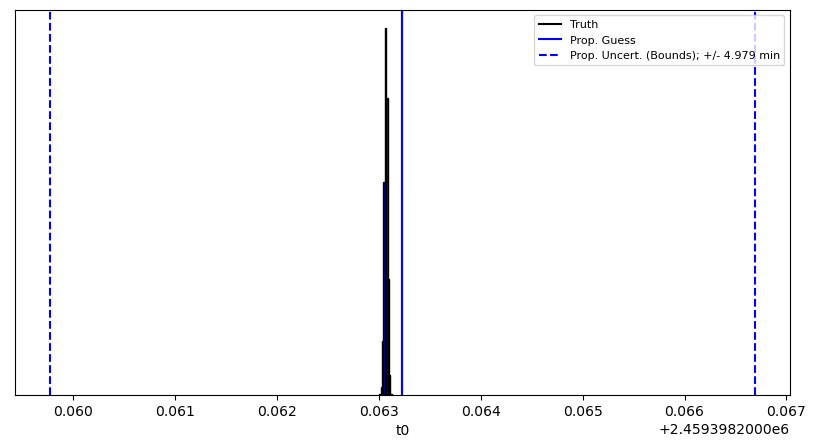 Truth
Prop. Guess
Prop. Uncert. (Bounds); +/- 4.979 min
0.060 0.061 0.062 0.063 0.064 0.065 0.066 0.067
t0
+2.4593982000e6